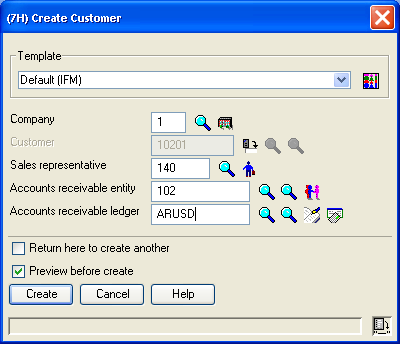 (7H) Create Customer
Template
Default (IFM)
Company 1
Customer 10201
Sales representative 140
Accounts receivable entity 102
Accounts receivable ledger ARUSD
Return here to create another
Preview before create
Create Cancel Help